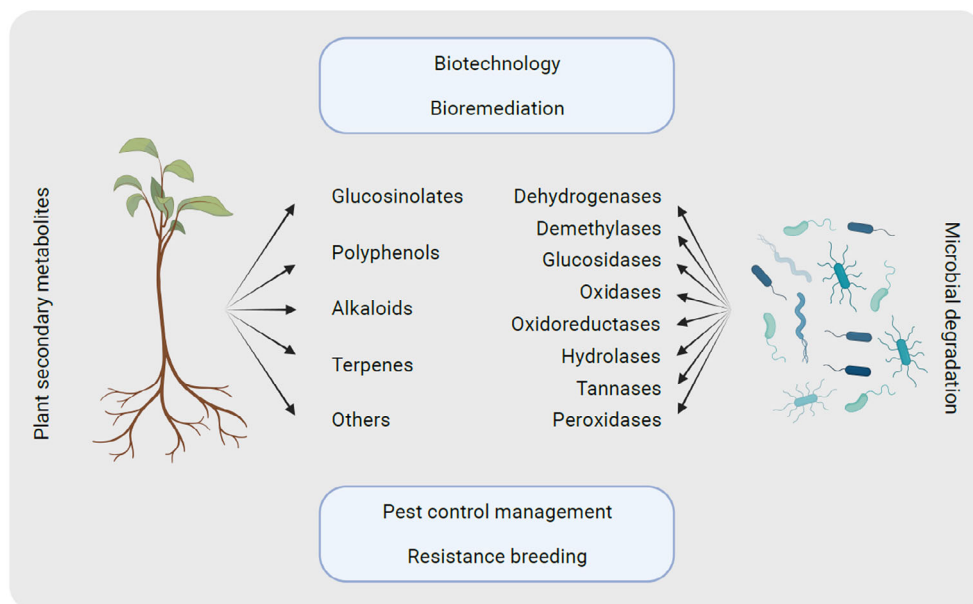 Biotechnology
Bioremediation
Plant secondary metabolites
Glucosinolates
Polyphenols
Alkaloids
Terpenes
Others
Dehydrogenases
Demethylases
Glucosidases
Oxidases
Oxidoreductases
Hydrolases
Tannases
Peroxidases
Microbial degradation
Pest control management
Resistance breeding